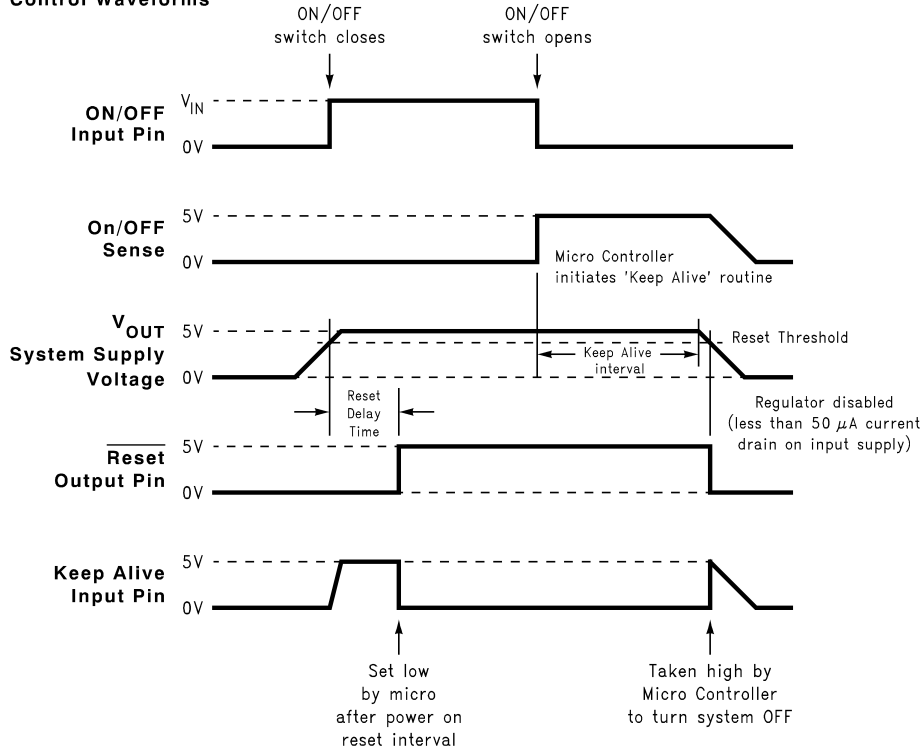 Control Waveforms
ON/OFF
switch closes
ON/OFF
switch opens
ON/OFF
Input Pin
VIN
0V
On/OFF
Sense
5V
0V
Micro Controller
initiates 'Keep Alive' routine
VOUT
System Supply
Voltage
5V
0V
Reset Threshold
Keep Alive
interval
Reset
Delay
Time
Regulator disabled
(less than 50 μA current
drain on input supply)
Reset
Output Pin
5V
0V
Keep Alive
Input Pin
5V
0V
Set low
by micro
after power on
reset interval
Taken high by
Micro Controller
to turn system OFF